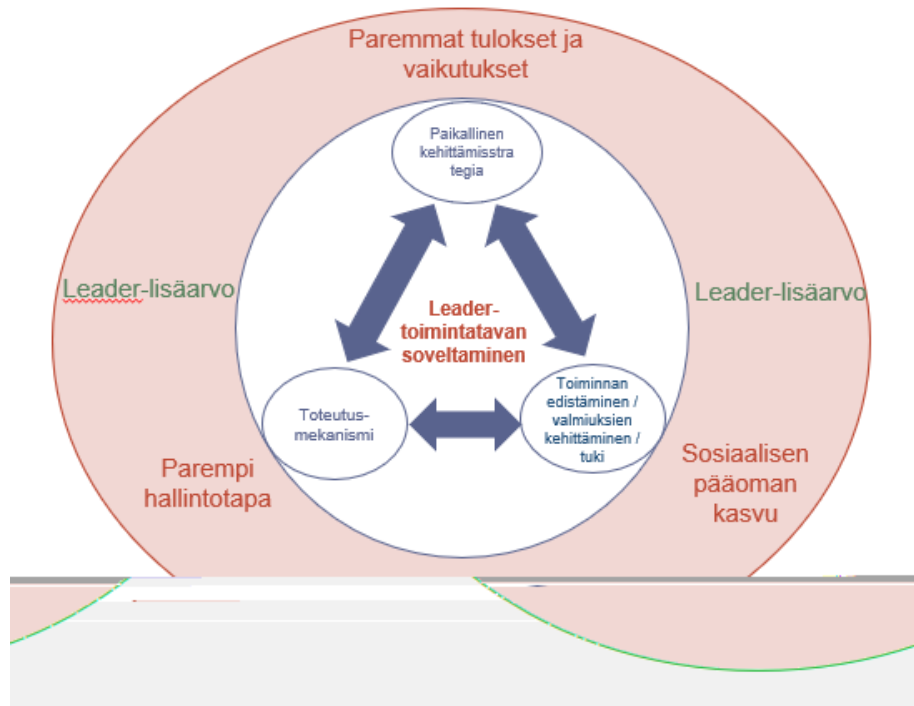 Paremmat tulokset ja
vaikutukset
Paikallinen
kehittämisstra
tegia
Leader-lisäarvo
Leader-lisäarvo
Leader-
toimintatavan
soveltaminen
Toteutus-
mekanismi
Toiminnan
edistäminen /
valmiuksien
kehittäminen /
tuki
Parempi
hallintotapa
Sosiaalisen
pääoman
kasvu